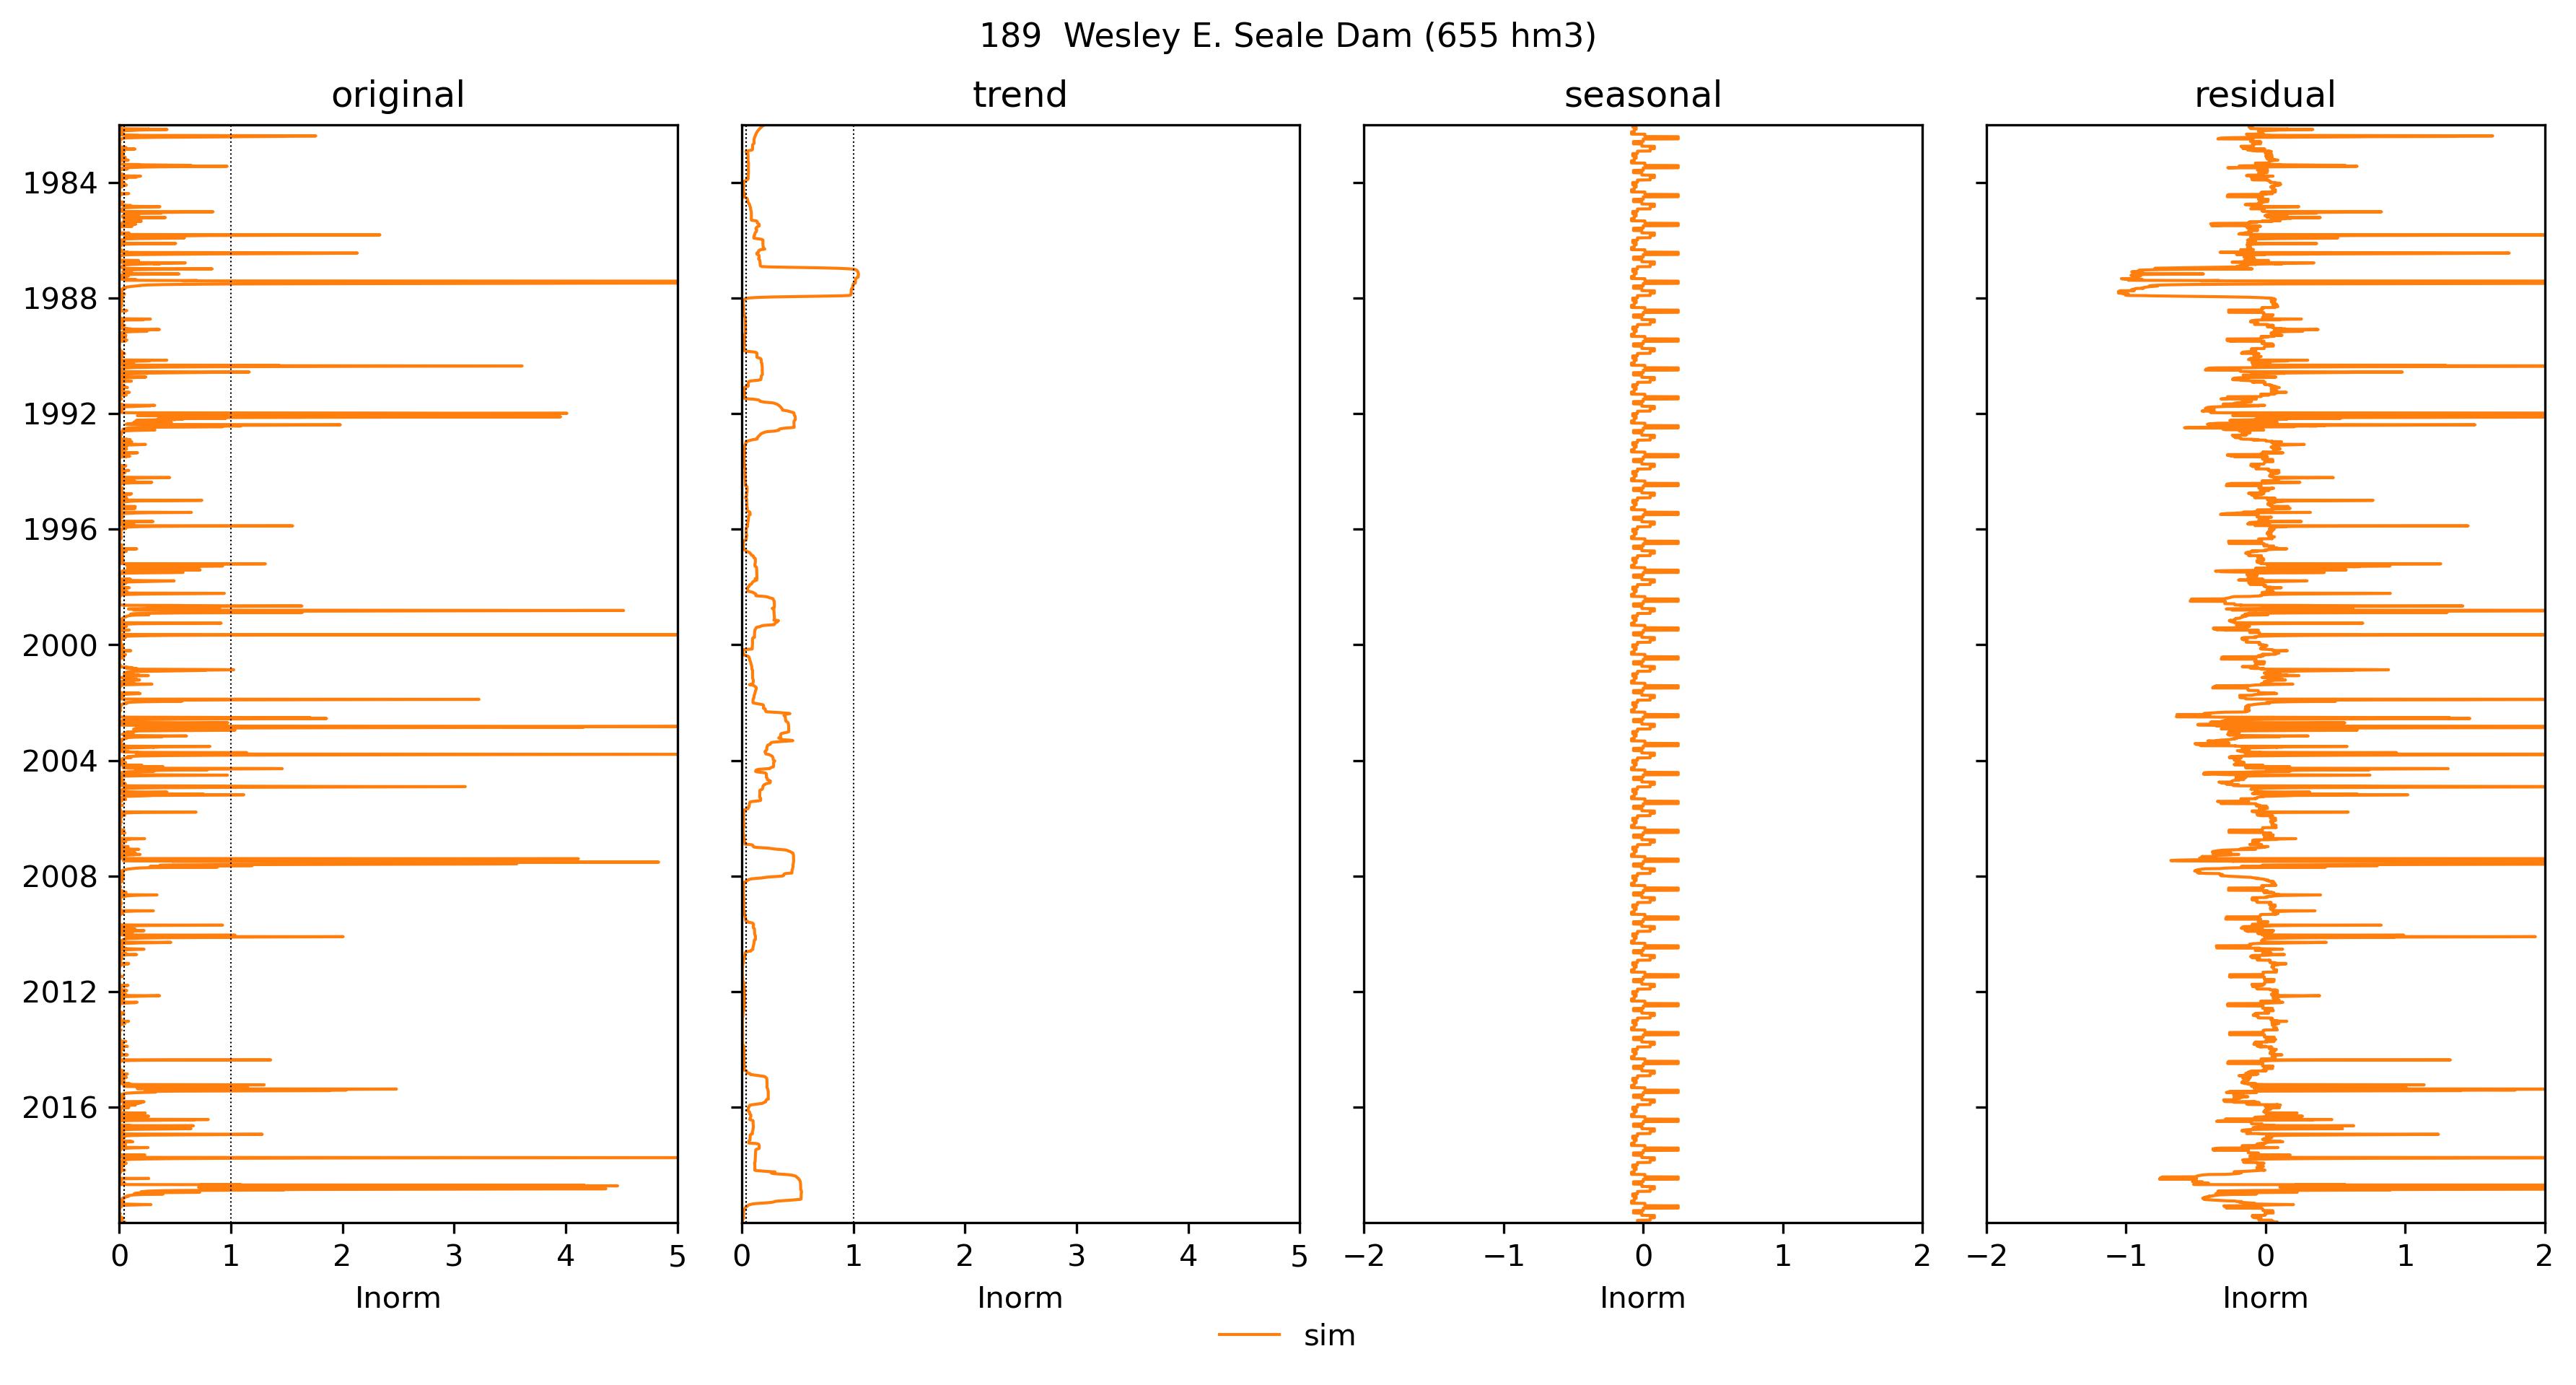 189  Wesley E. Seale Dam (655 hm3)
original
trend
seasonal
residual
1984
1988
1992
1996
2000
2004
2008
2012
2016
0 1 2 3 4 5
0 1 2 3 4 5
−2 −1 0 1 2
−2 −1 0 1 2
Inorm
Inorm
Inorm
Inorm
sim